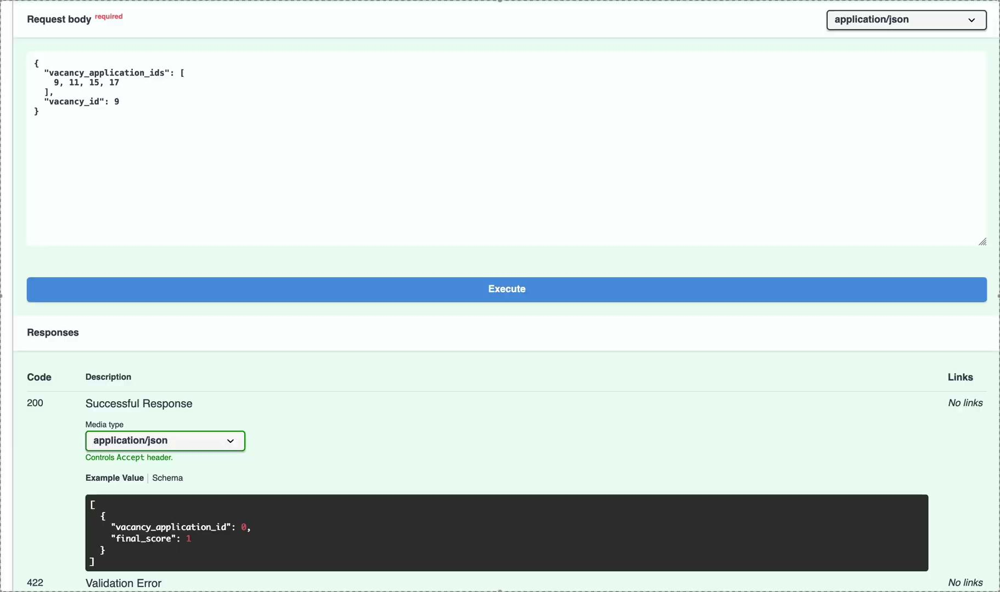 Request body required
application/json
{
  "vacancy_application_ids": [
    9, 11, 15, 17
  ],
  "vacancy_id": 9
}
Execute
Responses
Code Description Links
200 Successful Response No links
Media type
application/json
Controls Accept header.
Example Value | Schema
[
  {
    "vacancy_application_id": 0,
    "final_score": 1
  }
]
422 Validation Error No links